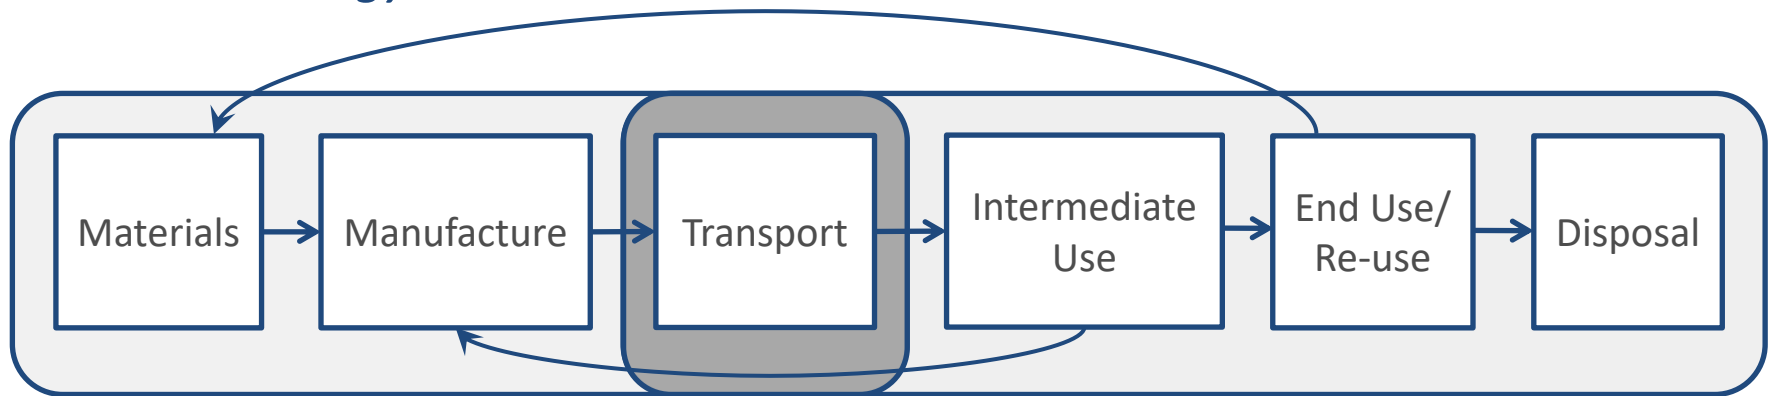 Materials
Manufacture
Transport
Intermediate
Use
End Use/
Re-use
Disposal